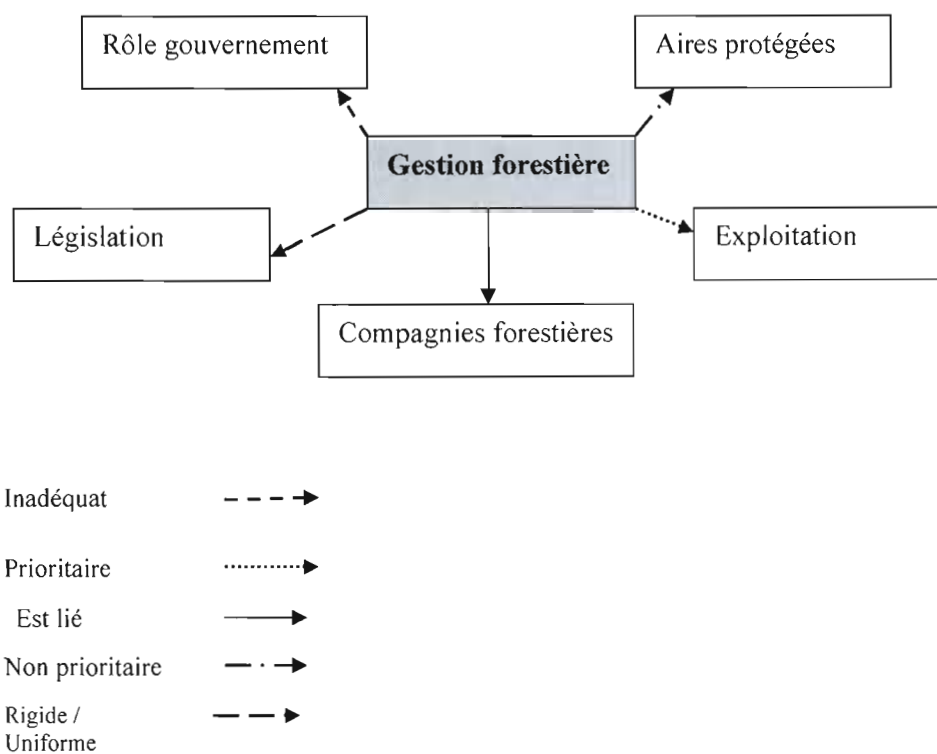 Rôle gouvernement
Aires protégées
Gestion forestière
Législation
Exploitation
Compagnies forestières
Inadéquat
Prioritaire
Est lié
Non prioritaire
Rigide /
Uniforme